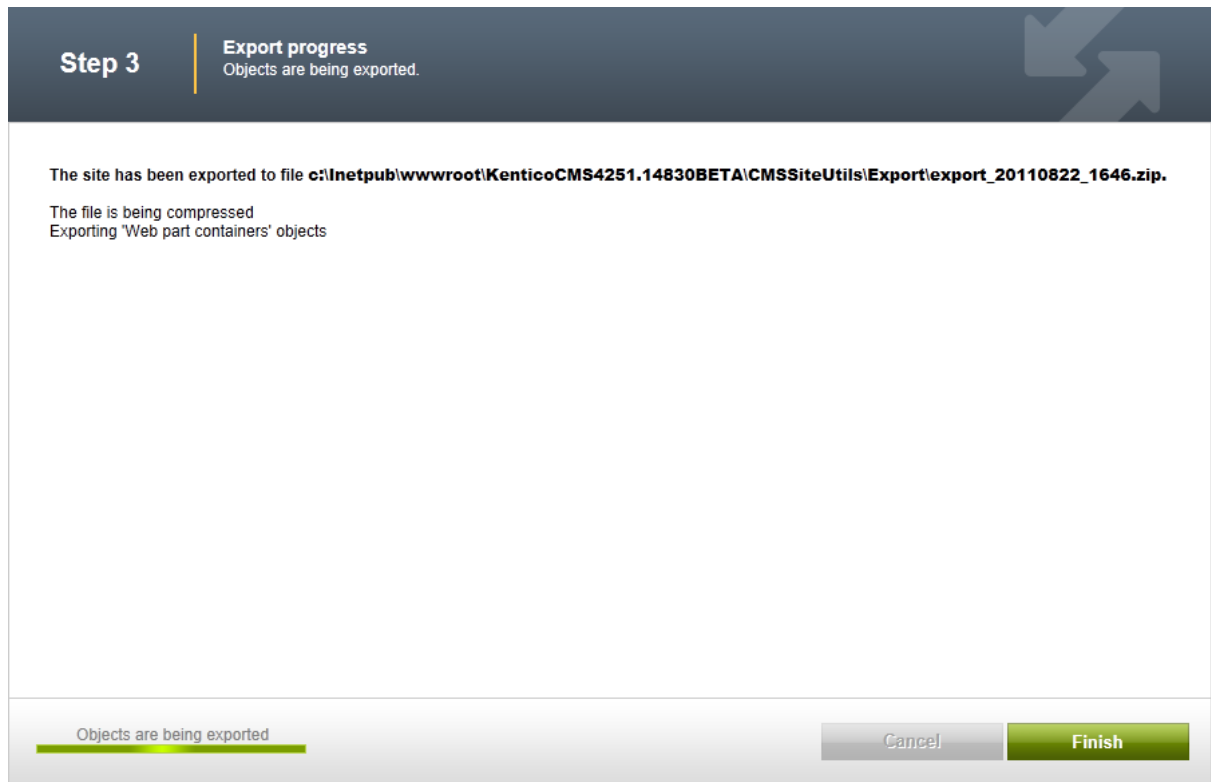 Step 3
Export progress
Objects are being exported.
The site has been exported to file c:\Inetpub\wwwroot\KenticoCMS4251.14830BETA\CMSSiteUtils\Export\export_20110822_1646.zip.
The file is being compressed
Exporting 'Web part containers' objects
Objects are being exported
Cancel
Finish